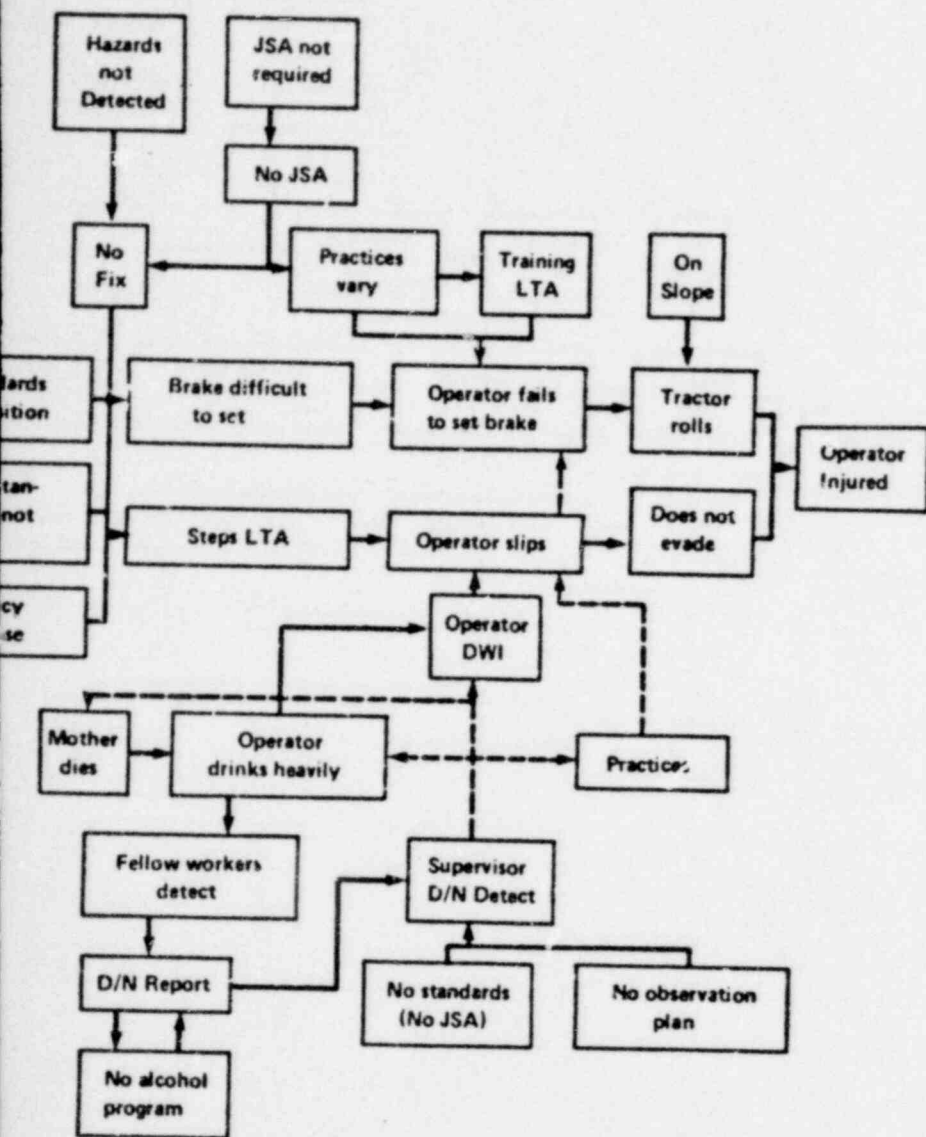 Hazards
not
Detected
JSA not
required
No JSA
No
Fix
Practices
vary
Training
LTA
On
Slope
Brake difficult
to set
Operator fails
to set brake
Tractor
rolls
Operator
Injured
not
Steps LTA
Operator slips
Does not
evade
Operator
DWI
Mother
dies
Operator
drinks heavily
Practices
Fellow workers
detect
Supervisor
D/N Detect
D/N Report
No standards
(No JSA)
No observation
plan
No alcohol
program